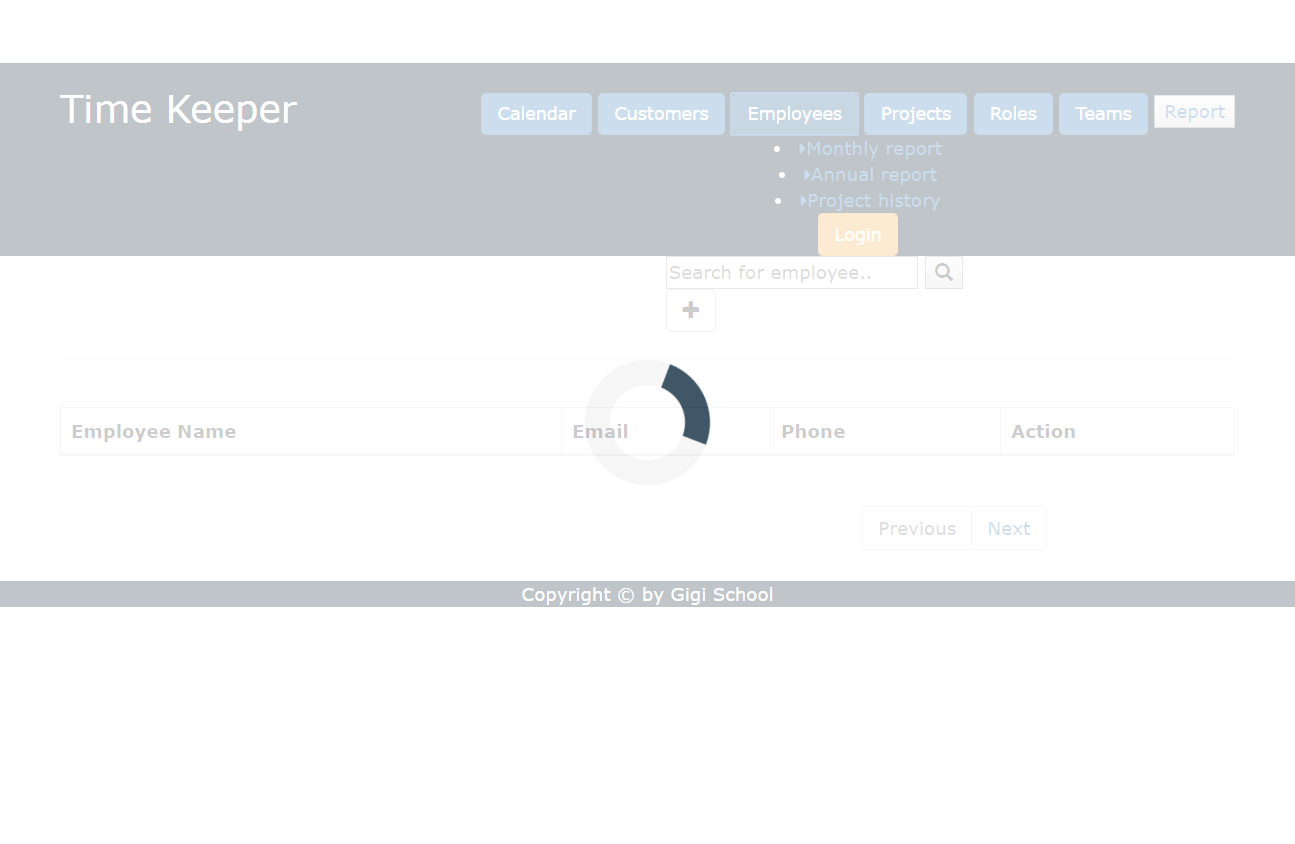 Time Keeper
Calendar Customers Employees Projects Roles Teams Report
Monthly report
Annual report
Project history
Login
Search for employee..
Employee Name Email Phone Action
Previous Next
Copyright © by Gigi School